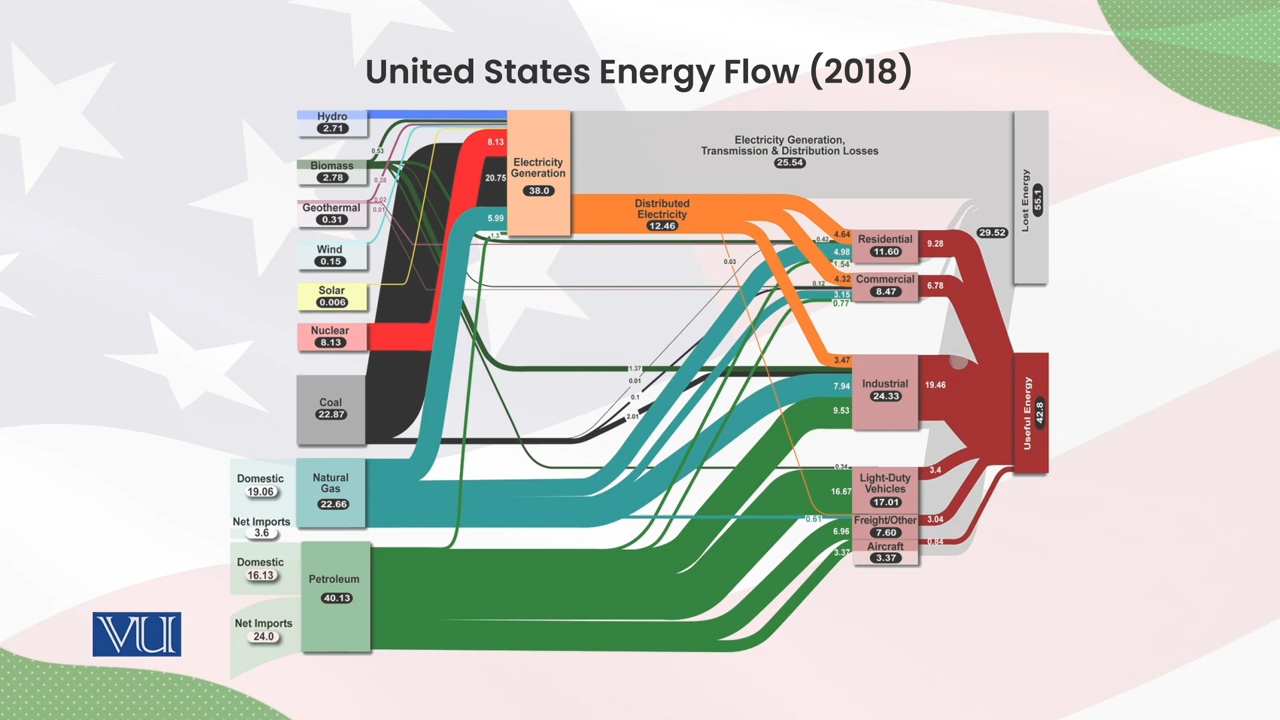 United States Energy Flow (2018)
Hydro
2.71
Biomass
2.78
Geothermal
0.31
Wind
0.15
Solar
0.006
Nuclear
8.13
Coal
22.87
Domestic
19.06
Net Imports
3.6
Natural
Gas
22.66
Domestic
16.13
Net Imports
24.0
Petroleum
40.13
0.53
0.28
0.02
0.01
8.13
20.75
5.99
1.3
Electricity
Generation
38.0
Electricity Generation,
Transmission & Distribution Losses
25.54
Distributed
Electricity
12.46
0.03
1.37
0.01
0.1
2.01
4.64
0.42
4.98
1.54
4.32
0.12
3.15
0.77
3.47
7.94
9.53
0.34
16.67
0.61
6.96
3.37
Residential
11.60
Commercial
8.47
Industrial
24.33
Light-Duty
Vehicles
17.01
Freight/Other
7.60
Aircraft
3.37
9.28
6.78
19.46
3.4
3.04
0.84
29.52
Lost Energy
55.1
Useful Energy
42.8
VU